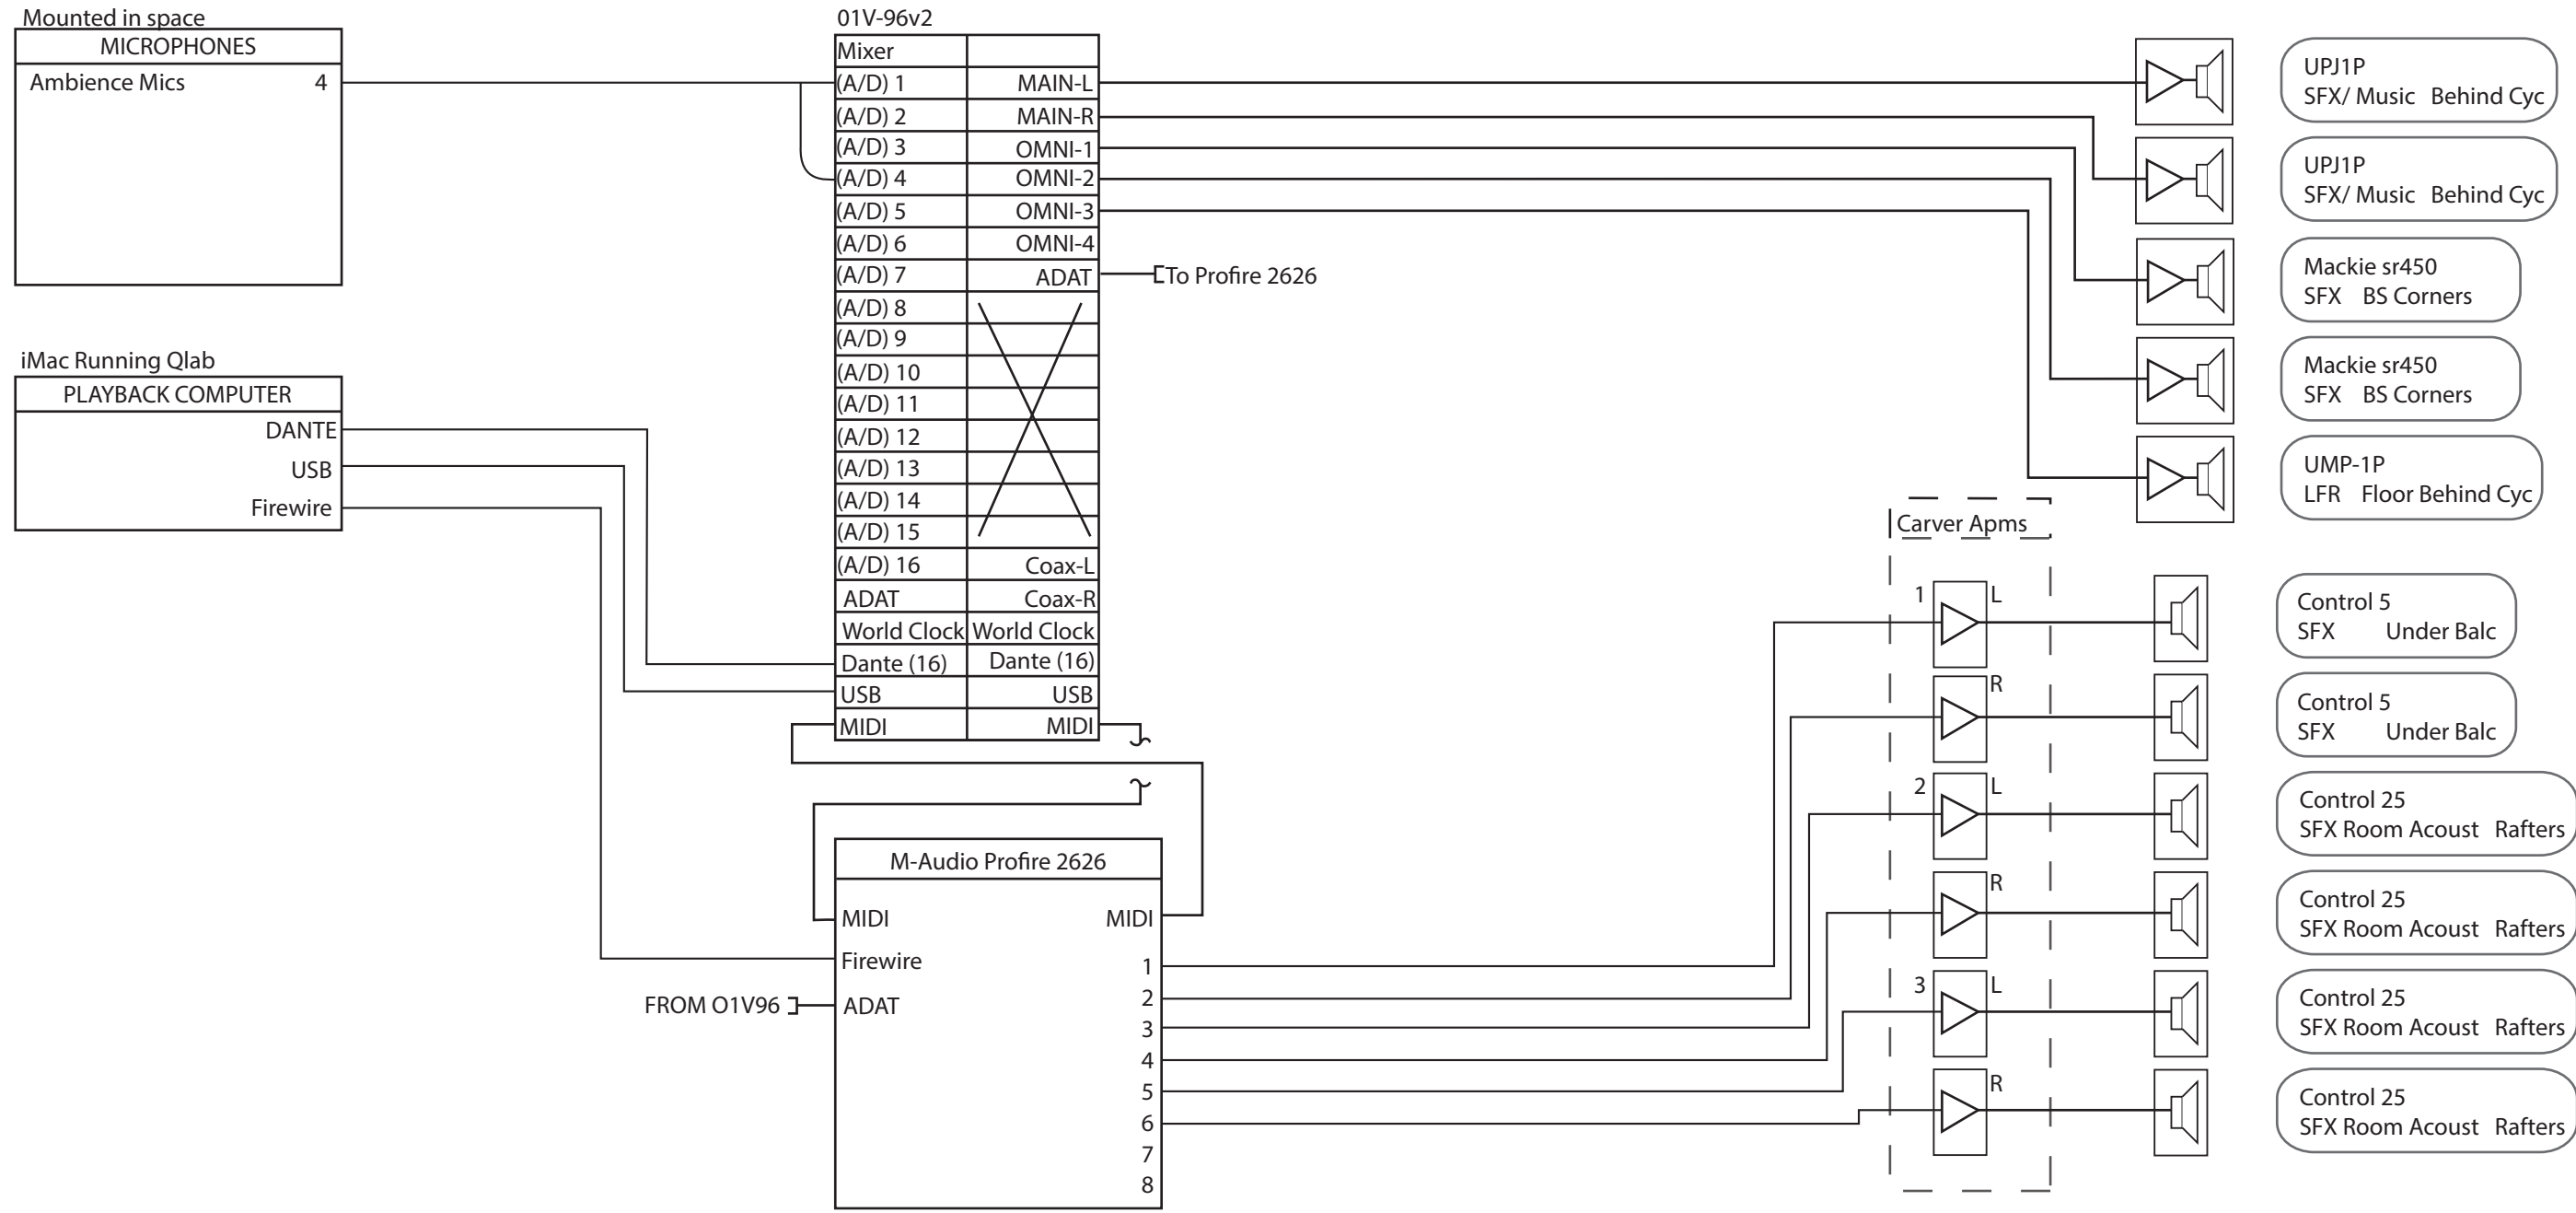 Mounted in space
MICROPHONES
Ambience Mics 4
iMac Running Qlab
PLAYBACK COMPUTER
DANTE
USB
Firewire
01V-96v2
Mixer
(A/D) 1 MAIN-L
(A/D) 2 MAIN-R
(A/D) 3 OMNI-1
(A/D) 4 OMNI-2
(A/D) 5 OMNI-3
(A/D) 6 OMNI-4
(A/D) 7 ADAT
(A/D) 8
(A/D) 9
(A/D) 10
(A/D) 11
(A/D) 12
(A/D) 13
(A/D) 14
(A/D) 15
(A/D) 16 Coax-L
ADAT Coax-R
World Clock World Clock
Dante (16) Dante (16)
USB USB
MIDI MIDI
To Profire 2626
M-Audio Profire 2626
MIDI MIDI
Firewire 1
FROM O1V96 ADAT 2
3
4
5
6
7
8
Carver Apms
1 L
R
2 L
R
3 L
R
UPJ1P
SFX/ Music Behind Cyc
UPJ1P
SFX/ Music Behind Cyc
Mackie sr450
SFX BS Corners
Mackie sr450
SFX BS Corners
UMP-1P
LFR Floor Behind Cyc
Control 5
SFX Under Balc
Control 5
SFX Under Balc
Control 25
SFX Room Acoust Rafters
Control 25
SFX Room Acoust Rafters
Control 25
SFX Room Acoust Rafters
Control 25
SFX Room Acoust Rafters